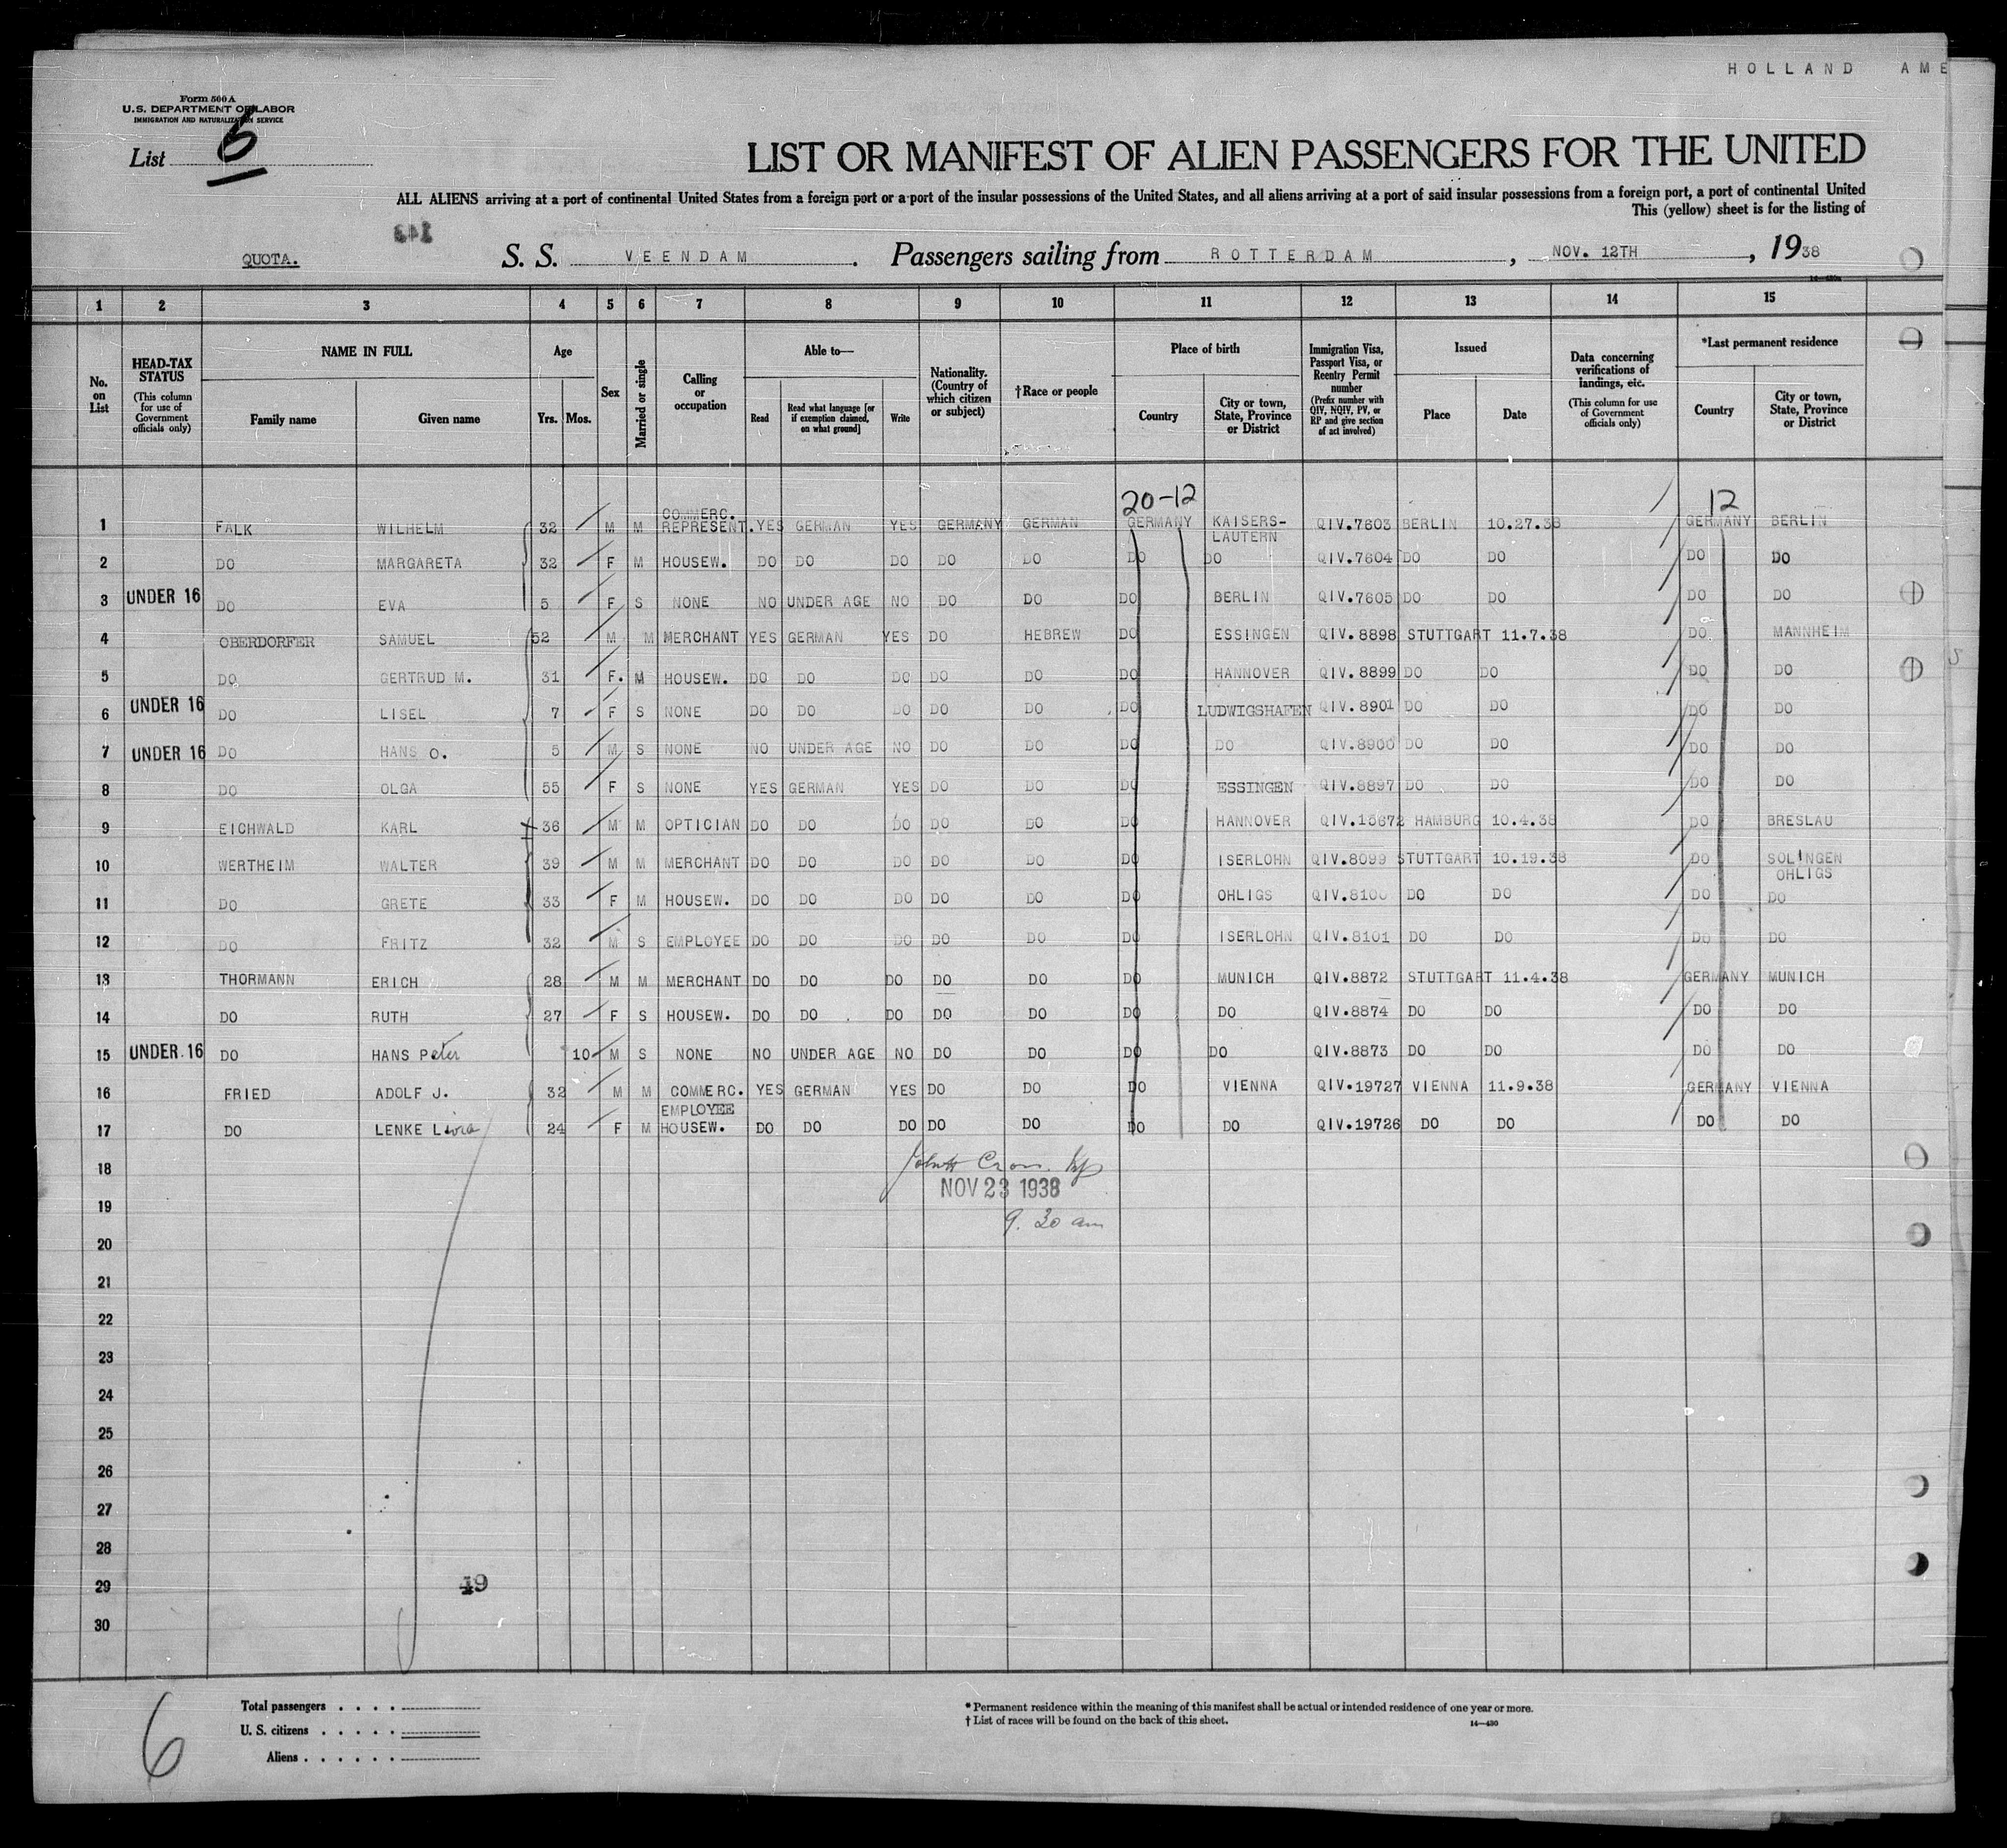 HOLLAND AME
Form 500 A
U.S. DEPARTMENT OF LABOR
IMMIGRATION AND NATURALIZATION SERVICE
List 5
LIST OR MANIFEST OF ALIEN PASSENGERS FOR THE UNITED
ALL ALIENS arriving at a port of continental United States from a foreign port or a port of the insular possessions of the United States, and all aliens arriving at a port of said insular possessions from a foreign port, a port of continental United
This (yellow) sheet is for the listing of
QUOTA. S. S. VEENDAM. Passengers sailing from ROTTERDAM, NOV. 12TH, 1938
1 2 3 4 5 6 7 8 9 10 11 12 13 14 15
No. on List
HEAD-TAX STATUS (This column for use of Government officials only)
NAME IN FULL
Family name Given name
Age
Yrs. Mos.
Sex
Married or single
Calling or occupation
Able to—
Read Read what language [or if exemption claimed, on what ground] Write
Nationality. (Country of which citizen or subject)
†Race or people
Place of birth
Country City or town, State, Province or District
Immigration Visa, Passport Visa, or Reentry Permit number (Prefix number with QIV, NQIV, PV, or RP and give section of act involved)
Issued
Place Date
Data concerning verifications of landings, etc. (This column for use of Government officials only)
*Last permanent residence
Country City or town, State, Province or District
20-12 12
1 FALK WILHELM 32 M M COMMERC. REPRESENT. YES GERMAN YES GERMANY GERMAN GERMANY KAISERS-LAUTERN QIV.7603 BERLIN 10.27.38 GERMANY BERLIN
2 DO MARGARETA 32 F M HOUSEW. DO DO DO DO DO DO DO QIV.7604 DO DO DO DO
3 UNDER 16 DO EVA 5 F S NONE NO UNDER AGE NO DO DO DO BERLIN QIV.7605 DO DO DO DO
4 OBERDORFER SAMUEL 52 M M MERCHANT YES GERMAN YES DO HEBREW DO ESSINGEN QIV.8898 STUTTGART 11.7.38 DO MANNHEIM
5 DO GERTRUD M. 31 F. M HOUSEW. DO DO DO DO DO DO HANNOVER QIV.8899 DO DO DO DO
6 UNDER 16 DO LISEL 7 F S NONE DO DO DO DO DO DO LUDWIGSHAFEN QIV.8901 DO DO DO DO
7 UNDER 16 DO HANS O. 5 M S NONE NO UNDER AGE NO DO DO DO DO QIV.8900 DO DO DO DO
8 DO OLGA 55 F S NONE YES GERMAN YES DO DO DO ESSINGEN QIV.8897 DO DO DO DO
9 EICHWALD KARL 36 M M OPTICIAN DO DO DO DO DO DO HANNOVER QIV.13672 HAMBURG 10.4.38 DO BRESLAU
10 WERTHEIM WALTER 39 M M MERCHANT DO DO DO DO DO DO ISERLOHN QIV.8099 STUTTGART 10.19.38 DO SOLINGEN OHLIGS
11 DO GRETE 33 F M HOUSEW. DO DO DO DO DO DO OHLIGS QIV.8100 DO DO DO DO
12 DO FRITZ 32 M S EMPLOYEE DO DO DO DO DO DO ISERLOHN QIV.8101 DO DO DO DO
13 THORMANN ERICH 28 M M MERCHANT DO DO DO DO DO DO MUNICH QIV.8872 STUTTGART 11.4.38 GERMANY MUNICH
14 DO RUTH 27 F S HOUSEW. DO DO DO DO DO DO DO QIV.8874 DO DO DO DO
15 UNDER 16 DO HANS Peter 10 M S NONE NO UNDER AGE NO DO DO DO DO QIV.8873 DO DO DO DO
16 FRIED ADOLF J. 32 M M COMMERC. EMPLOYEE YES GERMAN YES DO DO DO VIENNA QIV.19727 VIENNA 11.9.38 GERMANY VIENNA
17 DO LENKE Livia 24 F M HOUSEW. DO DO DO DO DO DO DO QIV.19726 DO DO DO DO
18
NOV 23 1938
19
9. 30 am
20
21
22
23
24
25
26
27
28
29 49
30
6
Total passengers . . . .
U. S. citizens . . . . .
Aliens . . . . . .
* Permanent residence within the meaning of this manifest shall be actual or intended residence of one year or more.
† List of races will be found on the back of this sheet. 14—430